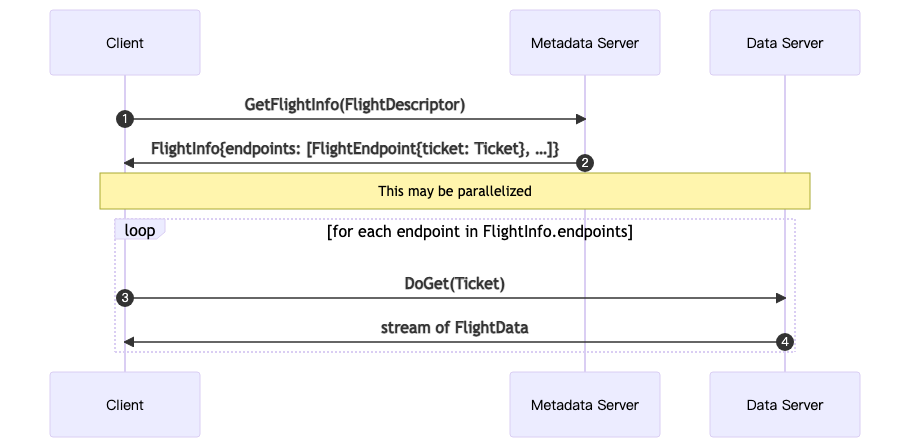 Client
Metadata Server
Data Server
GetFlightInfo(FlightDescriptor)
1
FlightInfo{endpoints: [FlightEndpoint{ticket: Ticket}, …]}
2
This may be parallelized
loop
[for each endpoint in FlightInfo.endpoints]
DoGet(Ticket)
3
stream of FlightData
4
Client
Metadata Server
Data Server